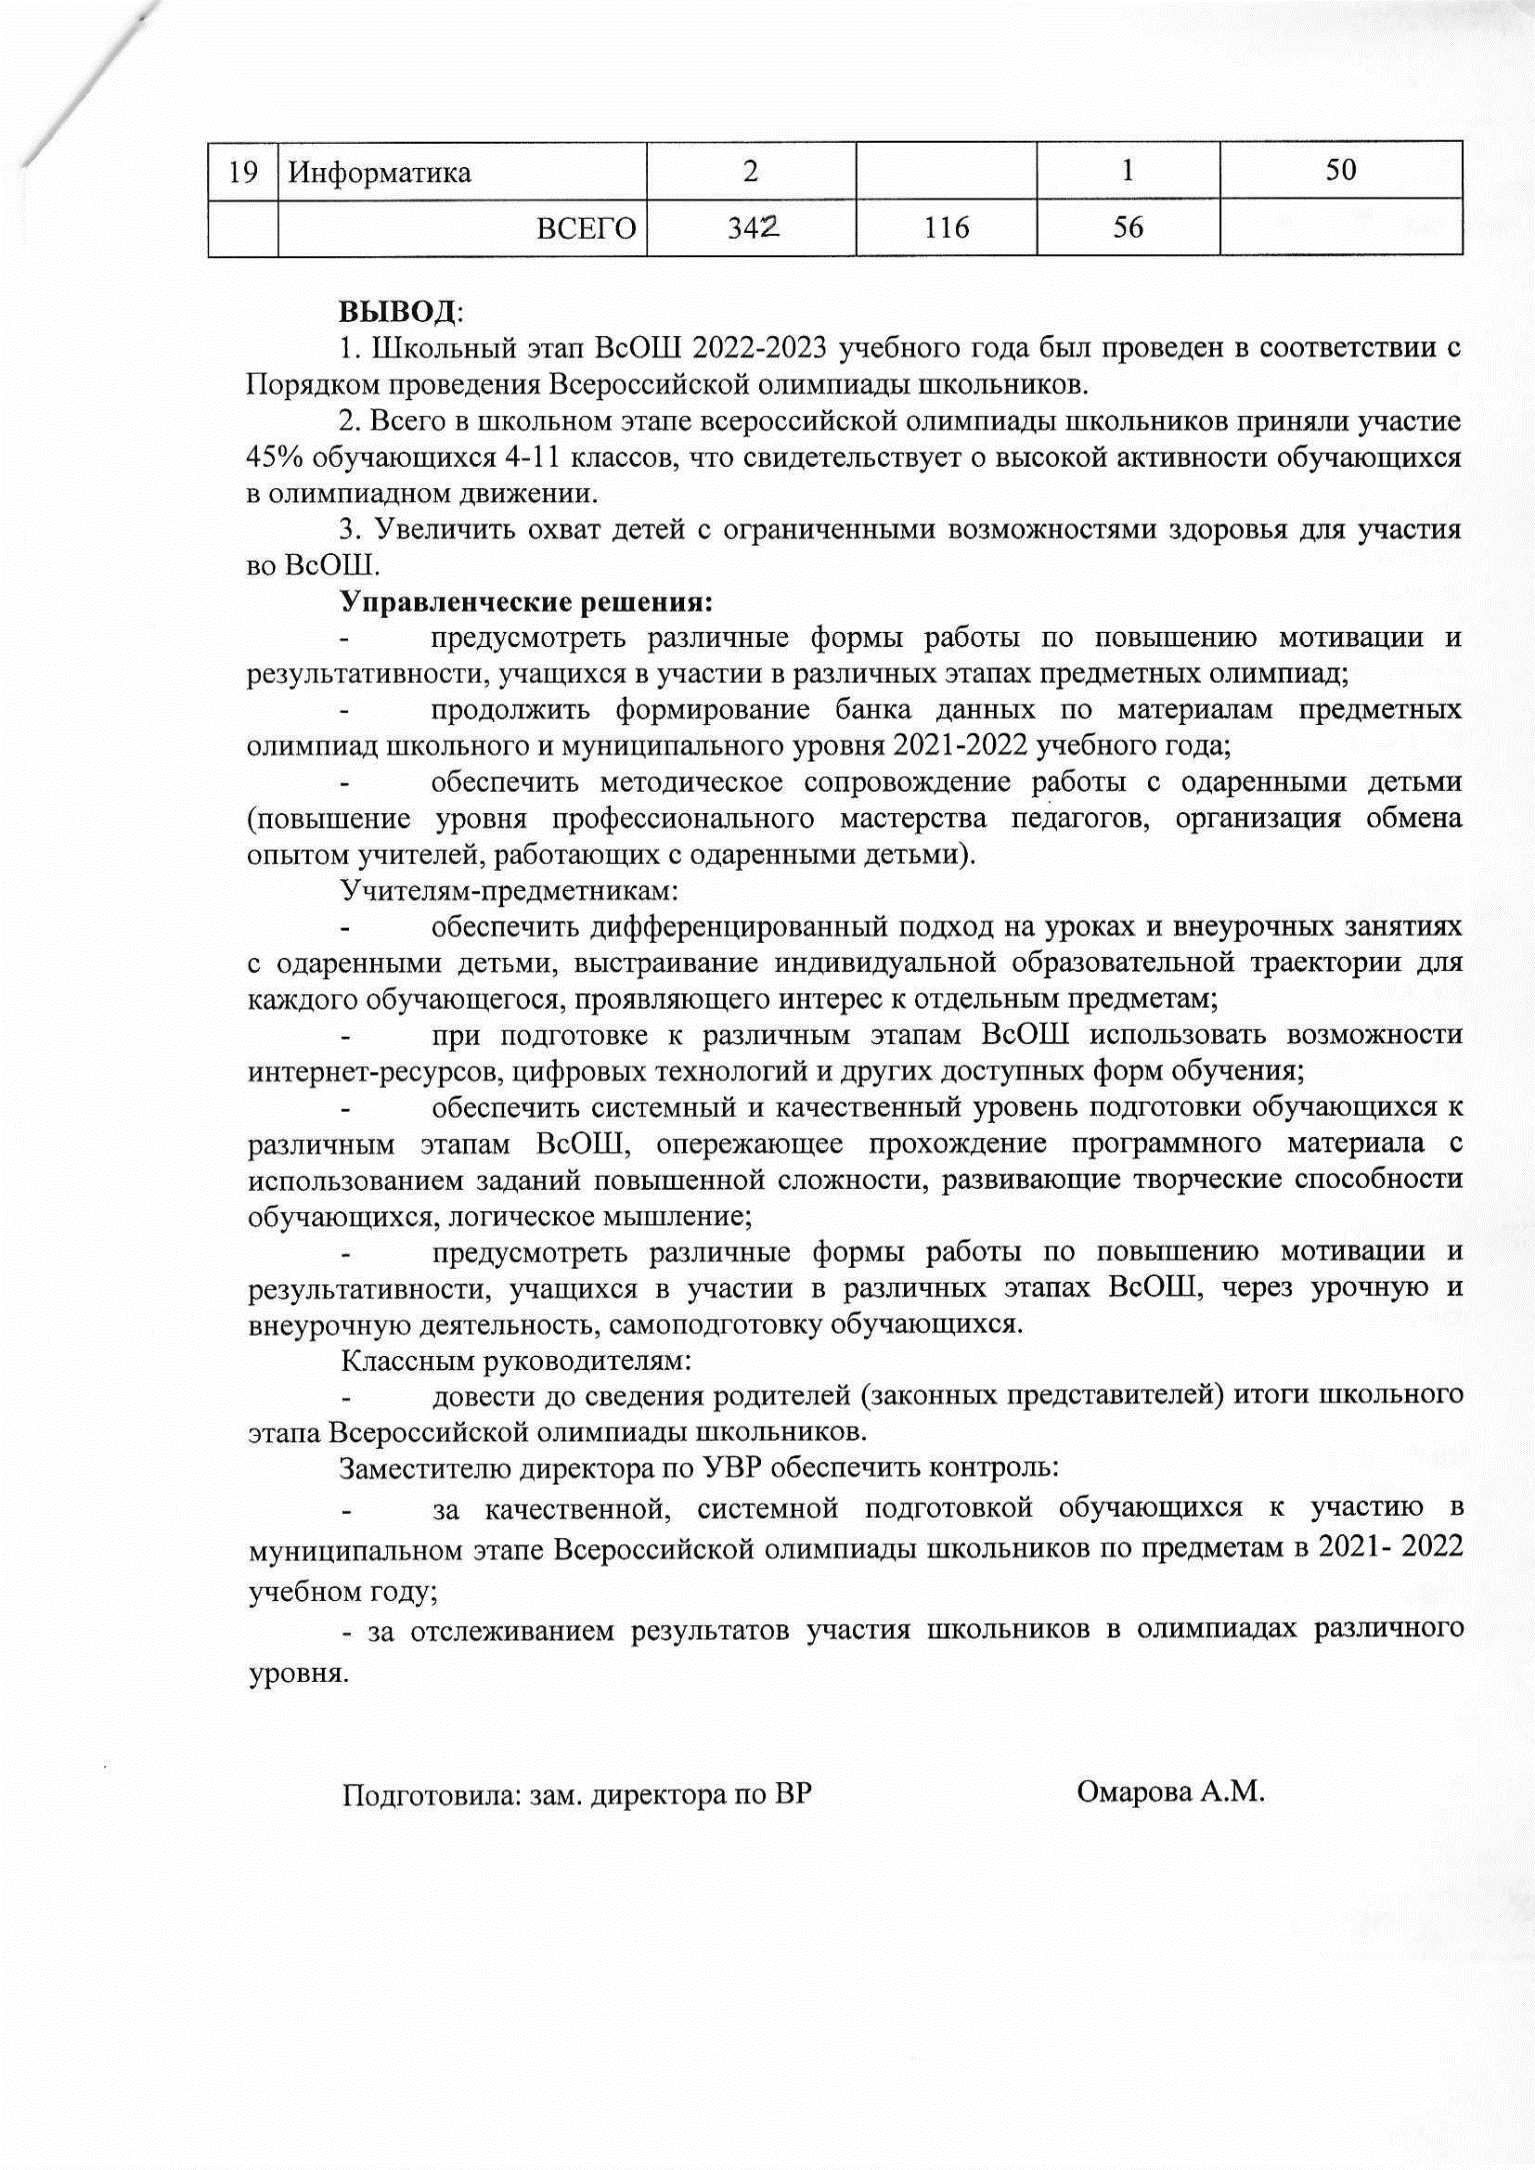 19 Информатика 2 1 50
ВСЕГО 342 116 56
ВЫВОД:
1. Школьный этап ВсОШ 2022-2023 учебного года был проведен в соответствии с
Порядком проведения Всероссийской олимпиады школьников.
2. Всего в школьном этапе всероссийской олимпиады школьников приняли участие
45% обучающихся 4-11 классов, что свидетельствует о высокой активности обучающихся
в олимпиадном движении.
3. Увеличить охват детей с ограниченными возможностями здоровья для участия
во ВсОШ.
Управленческие решения:
- предусмотреть различные формы работы по повышению мотивации и
результативности, учащихся в участии в различных этапах предметных олимпиад;
- продолжить формирование банка данных по материалам предметных
олимпиад школьного и муниципального уровня 2021-2022 учебного года;
- обеспечить методическое сопровождение работы с одаренными детьми
(повышение уровня профессионального мастерства педагогов, организация обмена
опытом учителей, работающих с одаренными детьми).
Учителям-предметникам:
- обеспечить дифференцированный подход на уроках и внеурочных занятиях
с одаренными детьми, выстраивание индивидуальной образовательной траектории для
каждого обучающегося, проявляющего интерес к отдельным предметам;
- при подготовке к различным этапам ВсОШ использовать возможности
интернет-ресурсов, цифровых технологий и других доступных форм обучения;
- обеспечить системный и качественный уровень подготовки обучающихся к
различным этапам ВсОШ, опережающее прохождение программного материала с
использованием заданий повышенной сложности, развивающие творческие способности
обучающихся, логическое мышление;
- предусмотреть различные формы работы по повышению мотивации и
результативности, учащихся в участии в различных этапах ВсОШ, через урочную и
внеурочную деятельность, самоподготовку обучающихся.
Классным руководителям:
- довести до сведения родителей (законных представителей) итоги школьного
этапа Всероссийской олимпиады школьников.
Заместителю директора по УВР обеспечить контроль:
- за качественной, системной подготовкой обучающихся к участию в
муниципальном этапе Всероссийской олимпиады школьников по предметам в 2021- 2022
учебном году;
- за отслеживанием результатов участия школьников в олимпиадах различного
уровня.
Подготовила: зам. директора по ВР Омарова А.М.